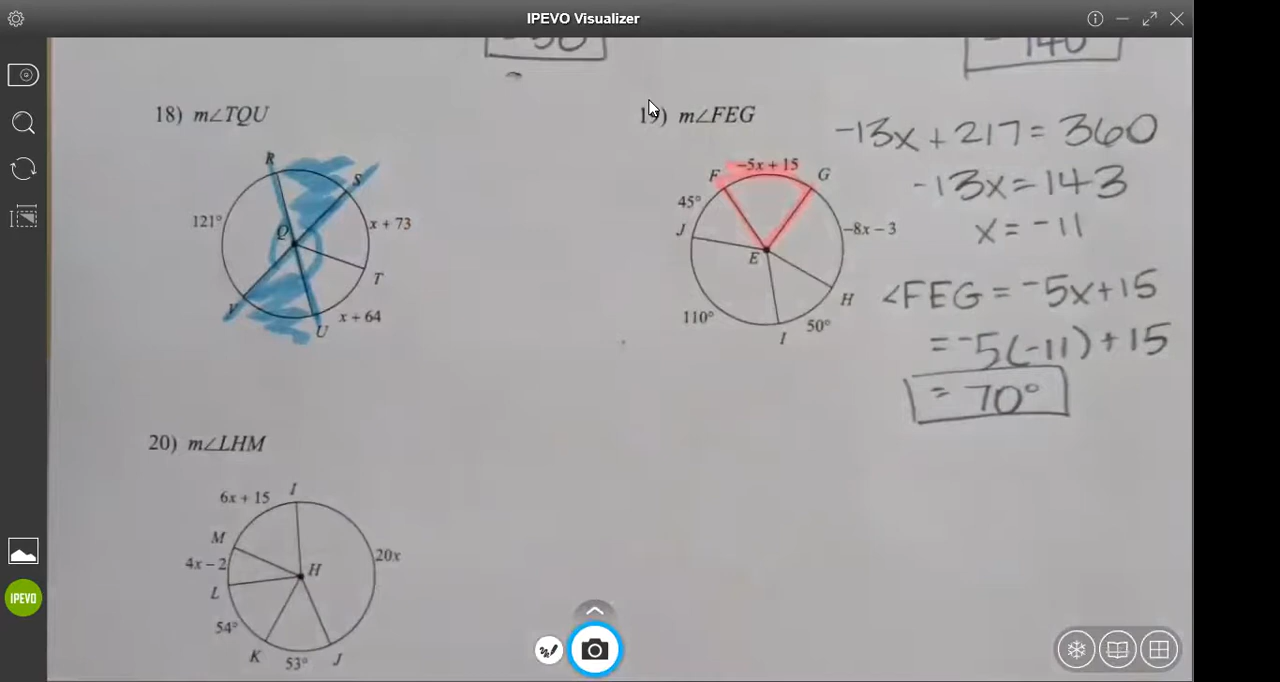 IPEVO Visualizer
- 140
18) m∠TQU
R
S
121°
Q
x + 73
T
U
x + 64
19) m∠FEG
-5x + 15
F
G
45°
J
-8x - 3
E
H
110°
50°
I
-13x + 217 = 360
-13x = 143
x = -11
∠FEG = -5x + 15
= -5(-11) + 15
= 70°
20) m∠LHM
6x + 15
I
M
4x - 2
H
20x
L
54°
K
53°
J
IPEVO